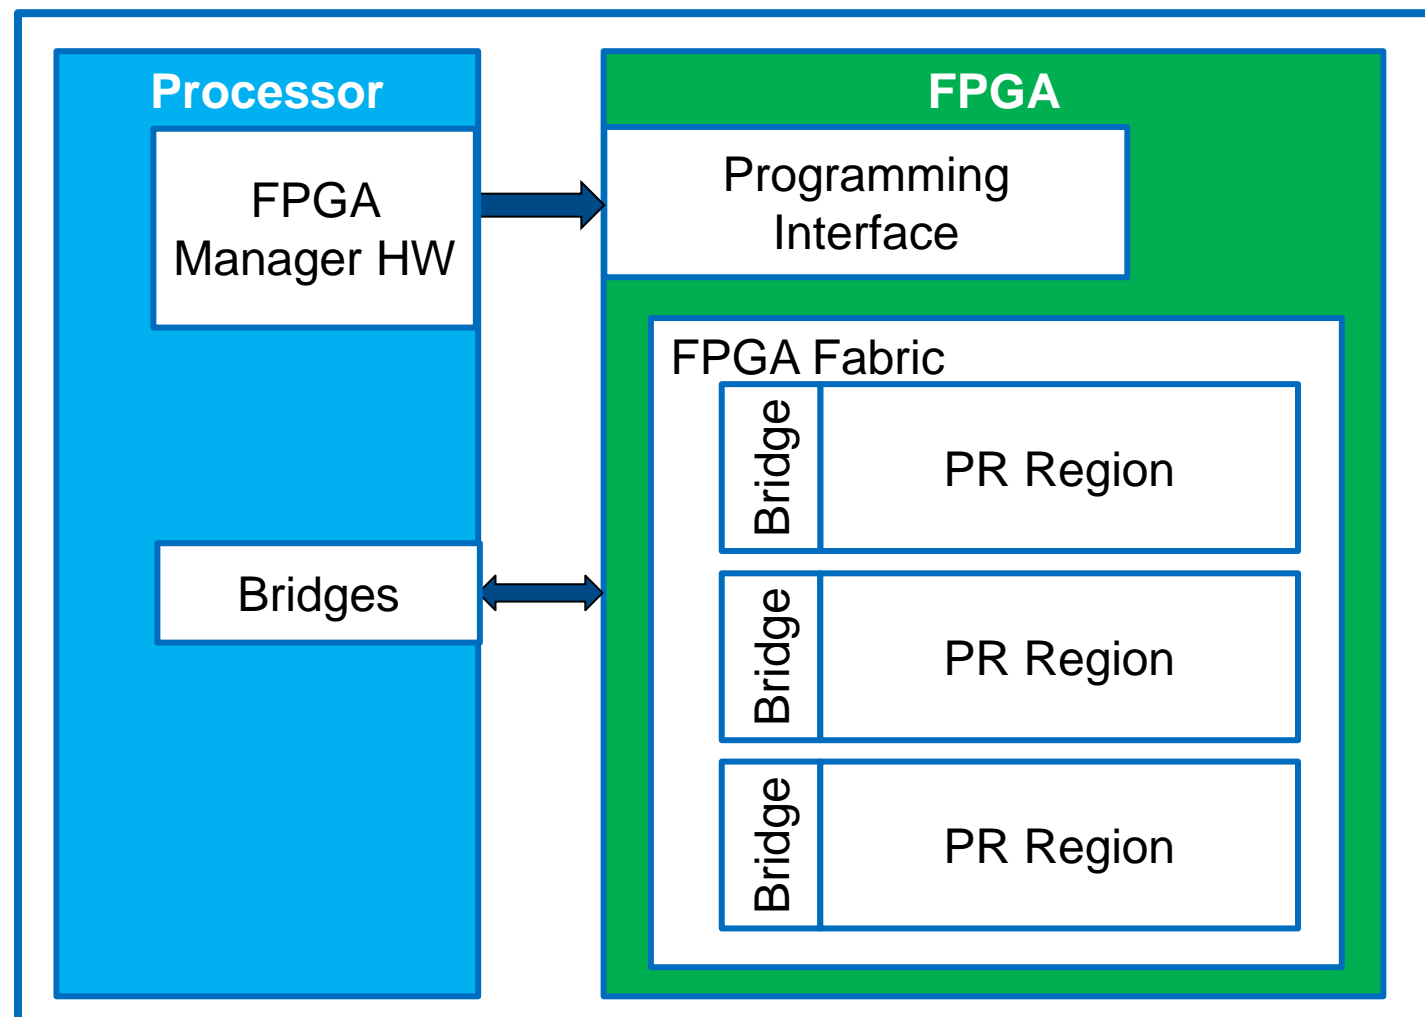 Processor
FPGA
Manager HW
Bridges
FPGA
Programming
Interface
FPGA Fabric
Bridge
PR Region
Bridge
PR Region
Bridge
PR Region